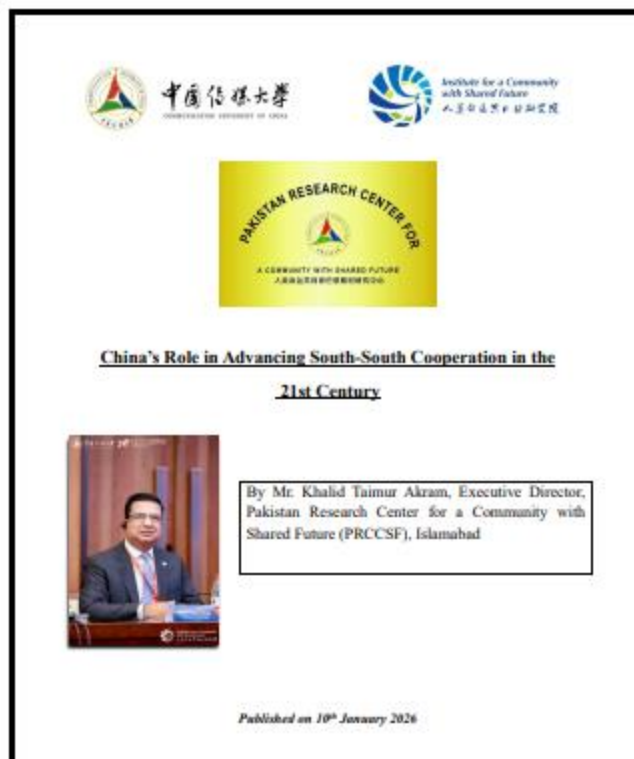 中国传媒大学
COMMUNICATION UNIVERSITY OF CHINA
Institute for a Community
with Shared Future
PAKISTAN RESEARCH CENTER FOR
A COMMUNITY WITH SHARED FUTURE
China's Role in Advancing South-South Cooperation in the
21st Century
By Mr. Khalid Taimur Akram, Executive Director,
Pakistan Research Center for a Community with
Shared Future (PRCCSF), Islamabad
Published on 10th January 2026